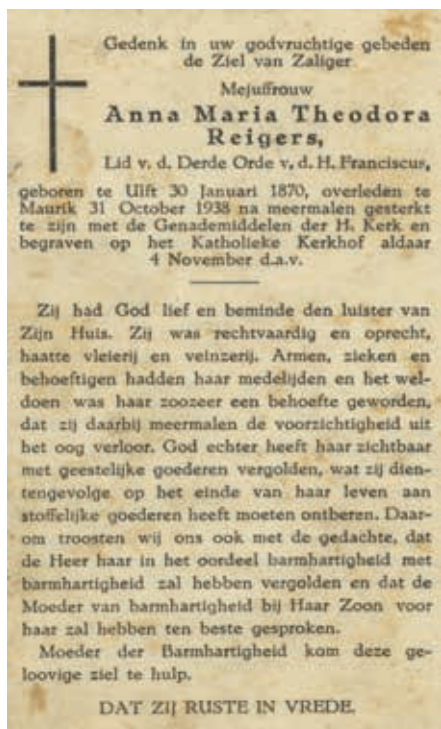 Gedenk in uw godvruchtige gebeden
de Ziel van Zaliger
Mejuffrouw
Anna Maria Theodora
Reigers,
Lid v. d. Derde Orde v. d. H. Franciscus,
geboren te Ulft 30 Januari 1870, overleden te
Maurik 31 October 1938 na meermalen gesterkt
te zijn met de Genademiddelen der H. Kerk en
begraven op het Katholieke Kerkhof aldaar
4 November d.a.v.
Zij had God lief en beminde den luister van
Zijn Huis. Zij was rechtvaardig en oprecht,
haatte vleierij en veinzerij. Armen, zieken en
behoeftigen hadden haar medelijden en het wel-
doen was haar zoozeer een behoefte geworden,
dat zij daarbij meermalen de voorzichtigheid uit
het oog verloor. God echter heeft haar zichtbaar
met geestelijke goederen vergolden, wat zij dien-
tengevolge op het einde van haar leven aan
stoffelijke goederen heeft moeten ontberen. Daar-
om troosten wij ons ook met de gedachte, dat
de Heer haar in het oordeel barmhartigheid met
barmhartigheid zal hebben vergolden en dat de
Moeder van barmhartigheid bij Haar Zoon voor
haar zal hebben ten beste gesproken.
Moeder der Barmhartigheid kom deze ge-
loovige ziel te hulp.
DAT ZIJ RUSTE IN VREDE.